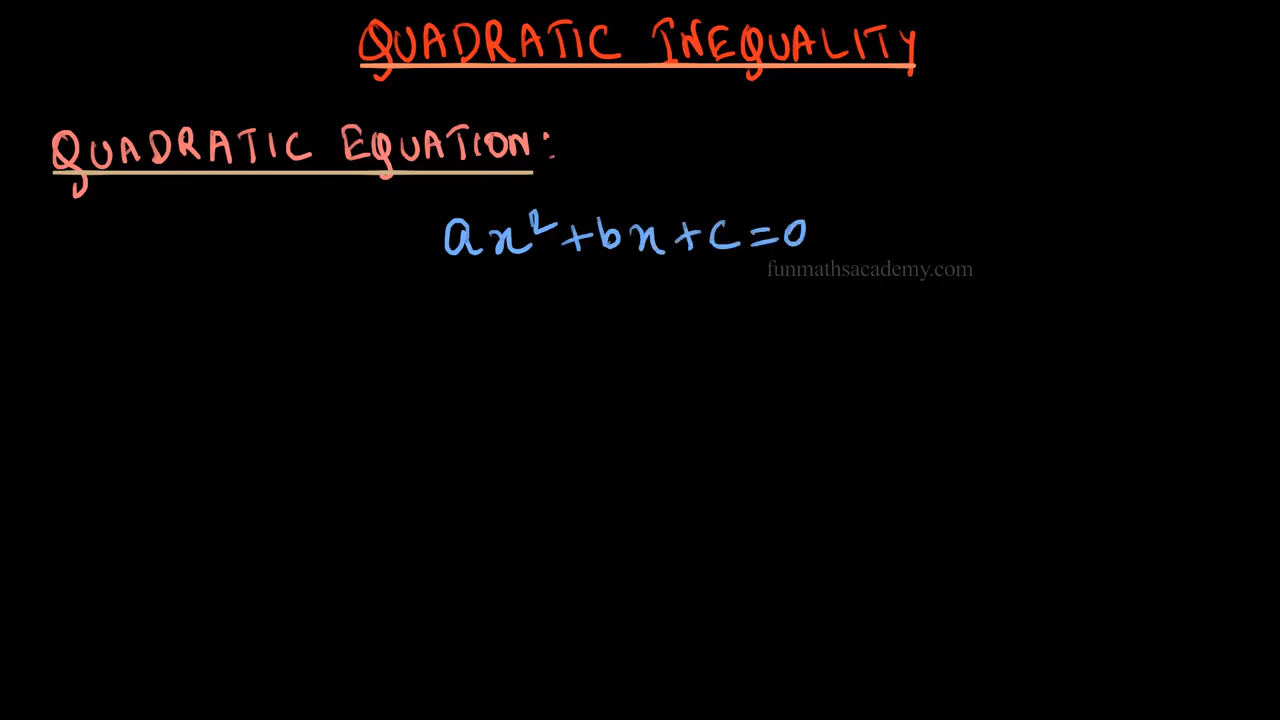 QUADRATIC INEQUALITY
QUADRATIC EQUATION:
ax²+bx+c=0
funmathsacademy.com